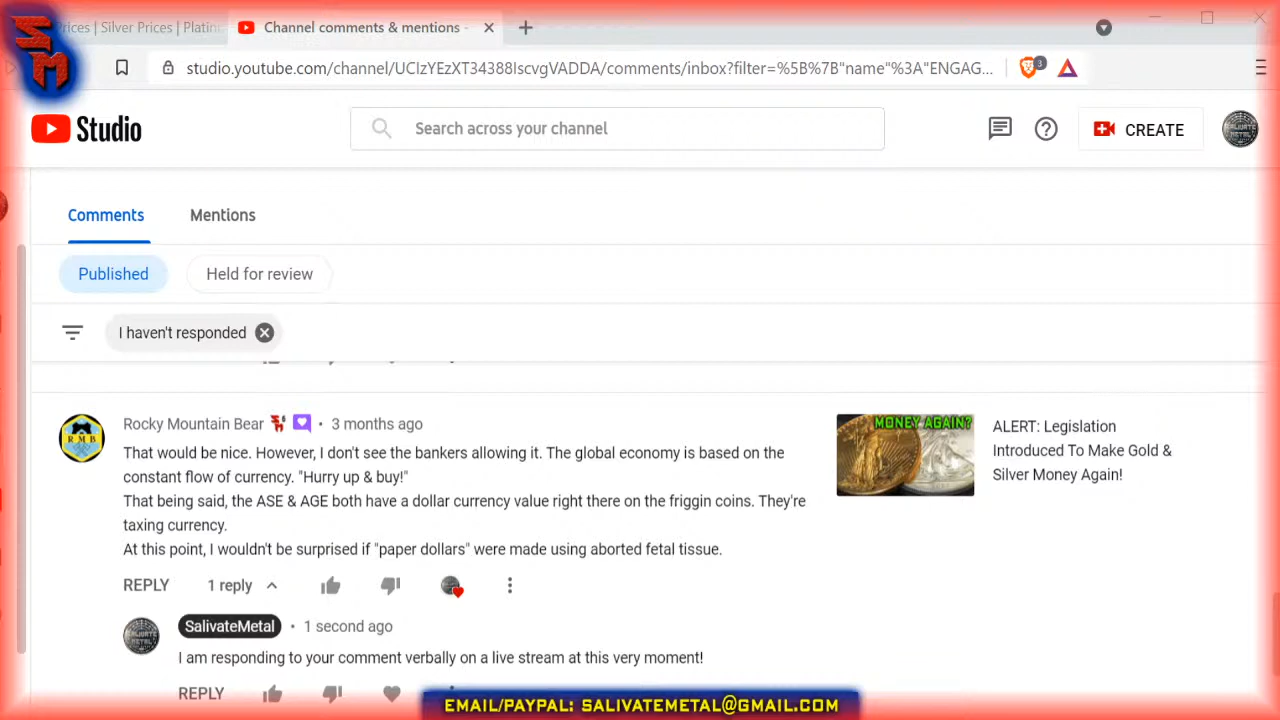 Prices | Silver Prices | Platin
Channel comments & mentions -
SM
studio.youtube.com/channel/UCIzYEzXT34388IscvgVADDA/comments/inbox?filter=%5B%7B"name"%3A"ENGAG...
3
Studio
Search across your channel
CREATE
Comments
Mentions
Published
Held for review
I haven't responded
Rocky Mountain Bear • 3 months ago
RMB
That would be nice. However, I don't see the bankers allowing it. The global economy is based on the
constant flow of currency. "Hurry up & buy!"
That being said, the ASE & AGE both have a dollar currency value right there on the friggin coins. They're
taxing currency.
At this point, I wouldn't be surprised if "paper dollars" were made using aborted fetal tissue.
MONEY AGAIN?
ALERT: Legislation
Introduced To Make Gold &
Silver Money Again!
REPLY
1 reply
SalivateMetal • 1 second ago
I am responding to your comment verbally on a live stream at this very moment!
REPLY
EMAIL/PAYPAL: SALIVATEMETAL@GMAIL.COM